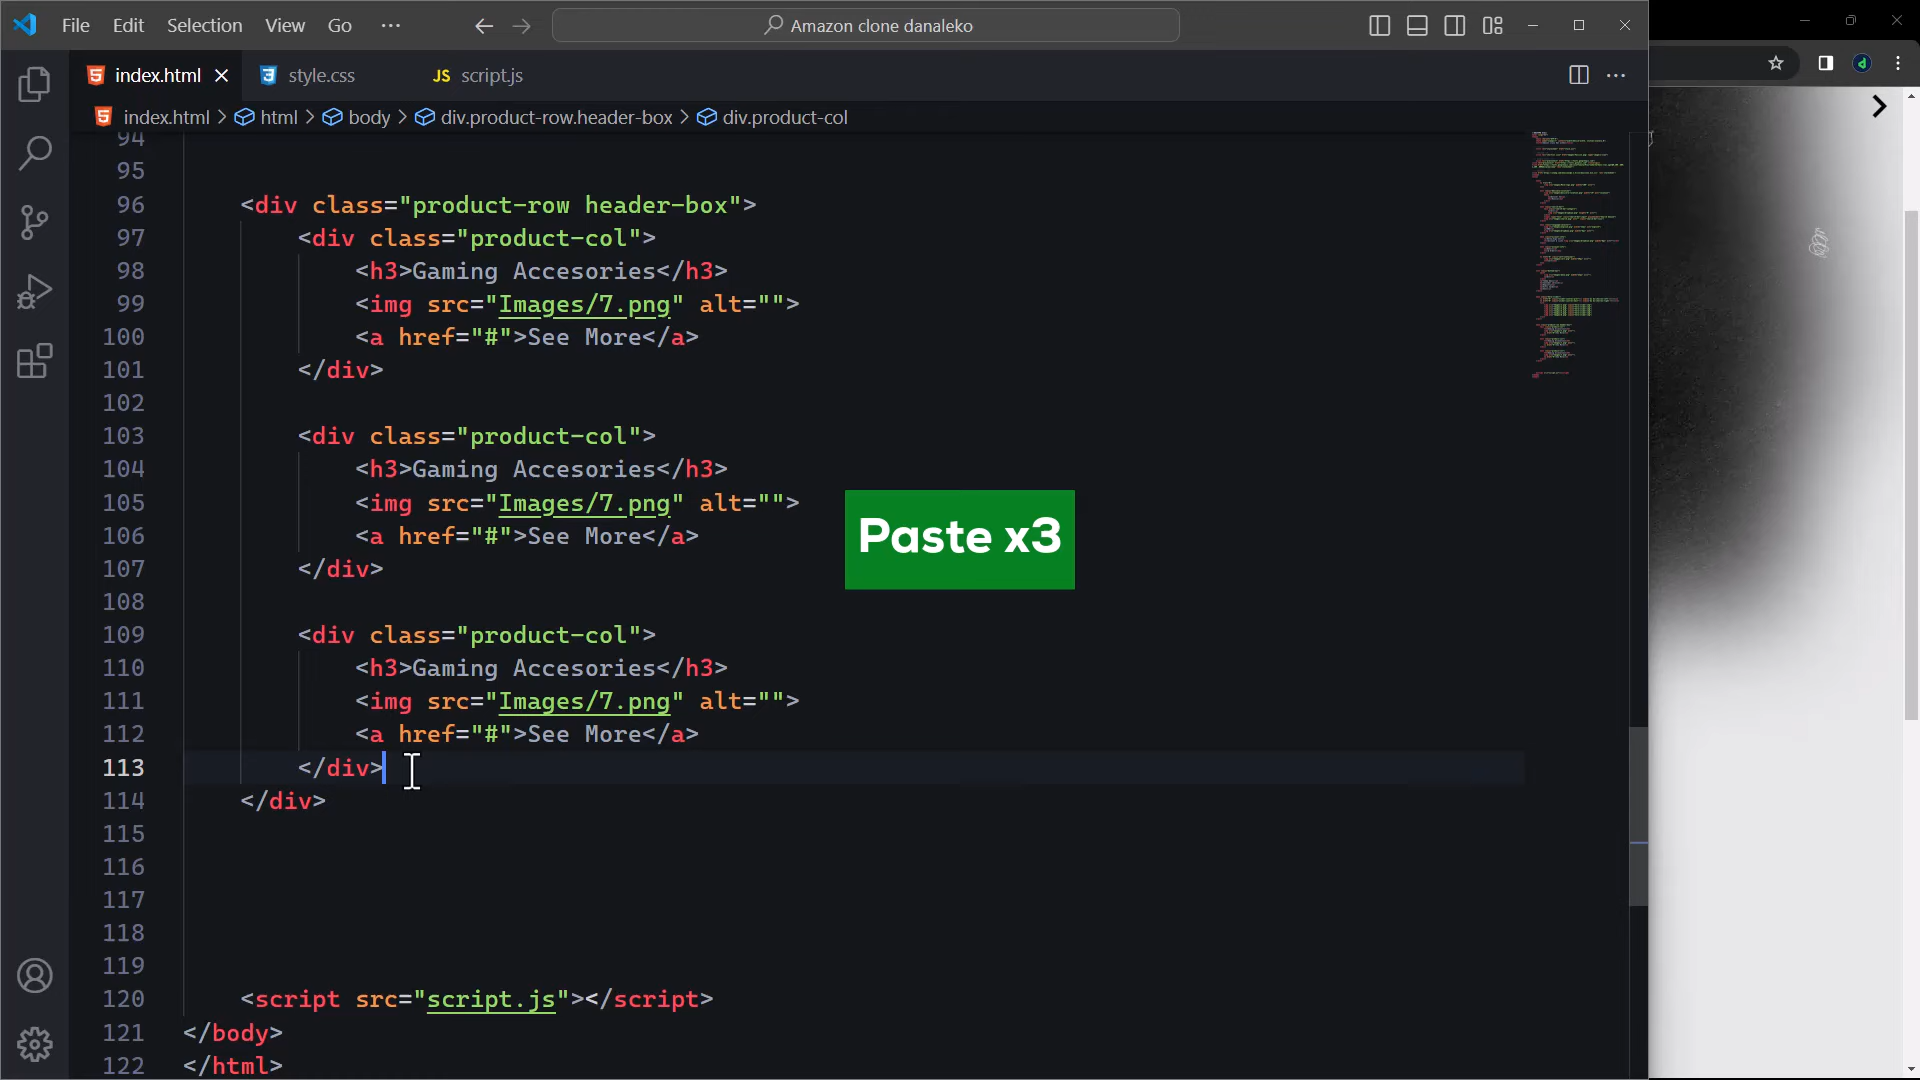 File Edit Selection View Go ··· Amazon clone danaleko
index.html style.css JS script.js
index.html > html > body > div.product-row.header-box > div.product-col
94
95
96 <div class="product-row header-box">
97 <div class="product-col">
98 <h3>Gaming Accesories</h3>
99 <img src="Images/7.png" alt="">
100 <a href="#">See More</a>
101 </div>
102
103 <div class="product-col">
104 <h3>Gaming Accesories</h3>
105 <img src="Images/7.png" alt="">
106 <a href="#">See More</a>
107 </div>
108
109 <div class="product-col">
110 <h3>Gaming Accesories</h3>
111 <img src="Images/7.png" alt="">
112 <a href="#">See More</a>
113 </div>
114 </div>
115
116
117
118
119
120 <script src="script.js"></script>
121 </body>
122 </html>
Paste x3
d